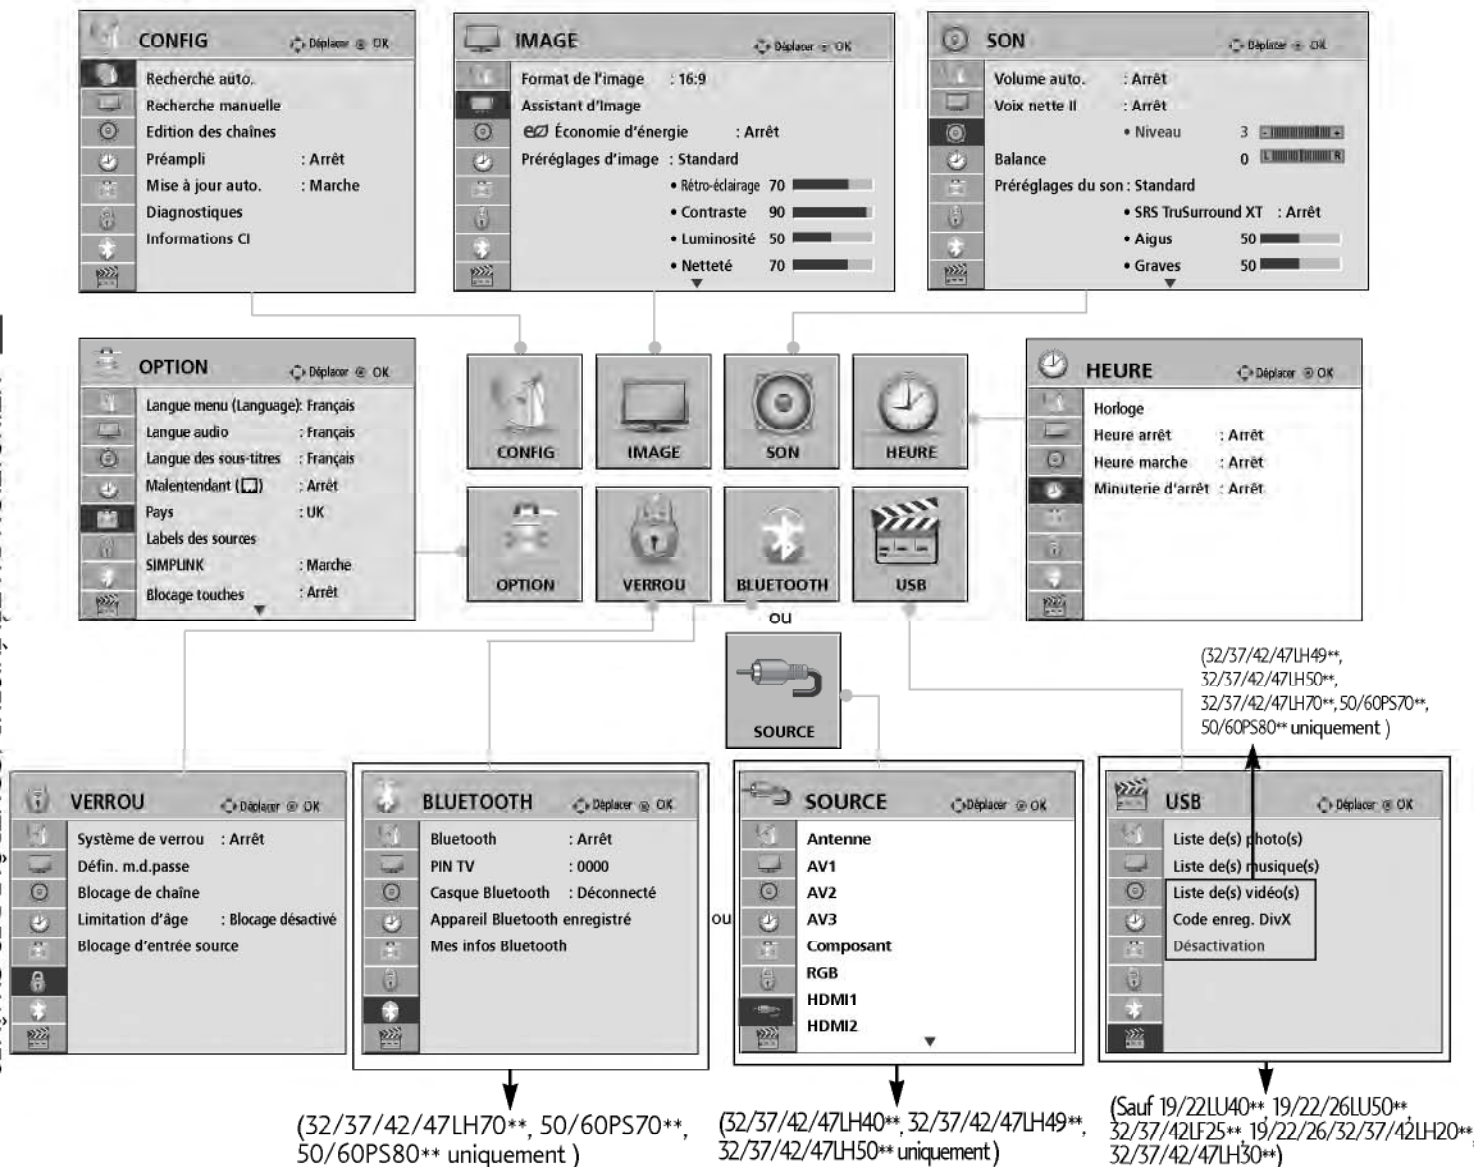 CONFIG Déplacer OK
Recherche auto.
Recherche manuelle
Edition des chaînes
Préampli : Arrêt
Mise à jour auto. : Marche
Diagnostiques
Informations CI
IMAGE Déplacer OK
Format de l'image : 16:9
Assistant d'Image
Économie d'énergie : Arrêt
Préréglages d'image : Standard
• Rétro-éclairage 70
• Contraste 90
• Luminosité 50
• Netteté 70
SON Déplacer OK
Volume auto. : Arrêt
Voix nette II : Arrêt
• Niveau 3 - +
Balance 0 L R
Préréglages du son : Standard
• SRS TruSurround XT : Arrêt
• Aigus 50
• Graves 50
OPTION Déplacer OK
Langue menu (Language): Français
Langue audio : Français
Langue des sous-titres : Français
Malentendant ( ) : Arrêt
Pays : UK
Labels des sources
SIMPLINK : Marche
Blocage touches : Arrêt
CONFIG
IMAGE
SON
HEURE
OPTION
VERROU
BLUETOOTH
USB
ou
SOURCE
HEURE Déplacer OK
Horloge
Heure arrêt : Arrêt
Heure marche : Arrêt
Minuterie d'arrêt : Arrêt
(32/37/42/47LH49**,
32/37/42/47LH50**,
32/37/42/47LH70**, 50/60PS70**,
50/60PS80** uniquement )
VERROU Déplacer OK
Système de verrou : Arrêt
Défin. m.d.passe
Blocage de chaîne
Limitation d'âge : Blocage désactivé
Blocage d'entrée source
BLUETOOTH Déplacer OK
Bluetooth : Arrêt
PIN TV : 0000
Casque Bluetooth : Déconnecté
Appareil Bluetooth enregistré
Mes infos Bluetooth
ou
SOURCE Déplacer OK
Antenne
AV1
AV2
AV3
Composant
RGB
HDMI1
HDMI2
USB Déplacer OK
Liste de(s) photo(s)
Liste de(s) musique(s)
Liste de(s) vidéo(s)
Code enreg. DivX
Désactivation
(32/37/42/47LH70**, 50/60PS70**,
50/60PS80** uniquement )
(32/37/42/47LH40**, 32/37/42/47LH49**,
32/37/42/47LH50** uniquement )
(Sauf 19/22LU40**, 19/22/26LU50**,
32/37/42LF25**, 19/22/26/32/37/42LH20**,
32/37/42/47LH30**)